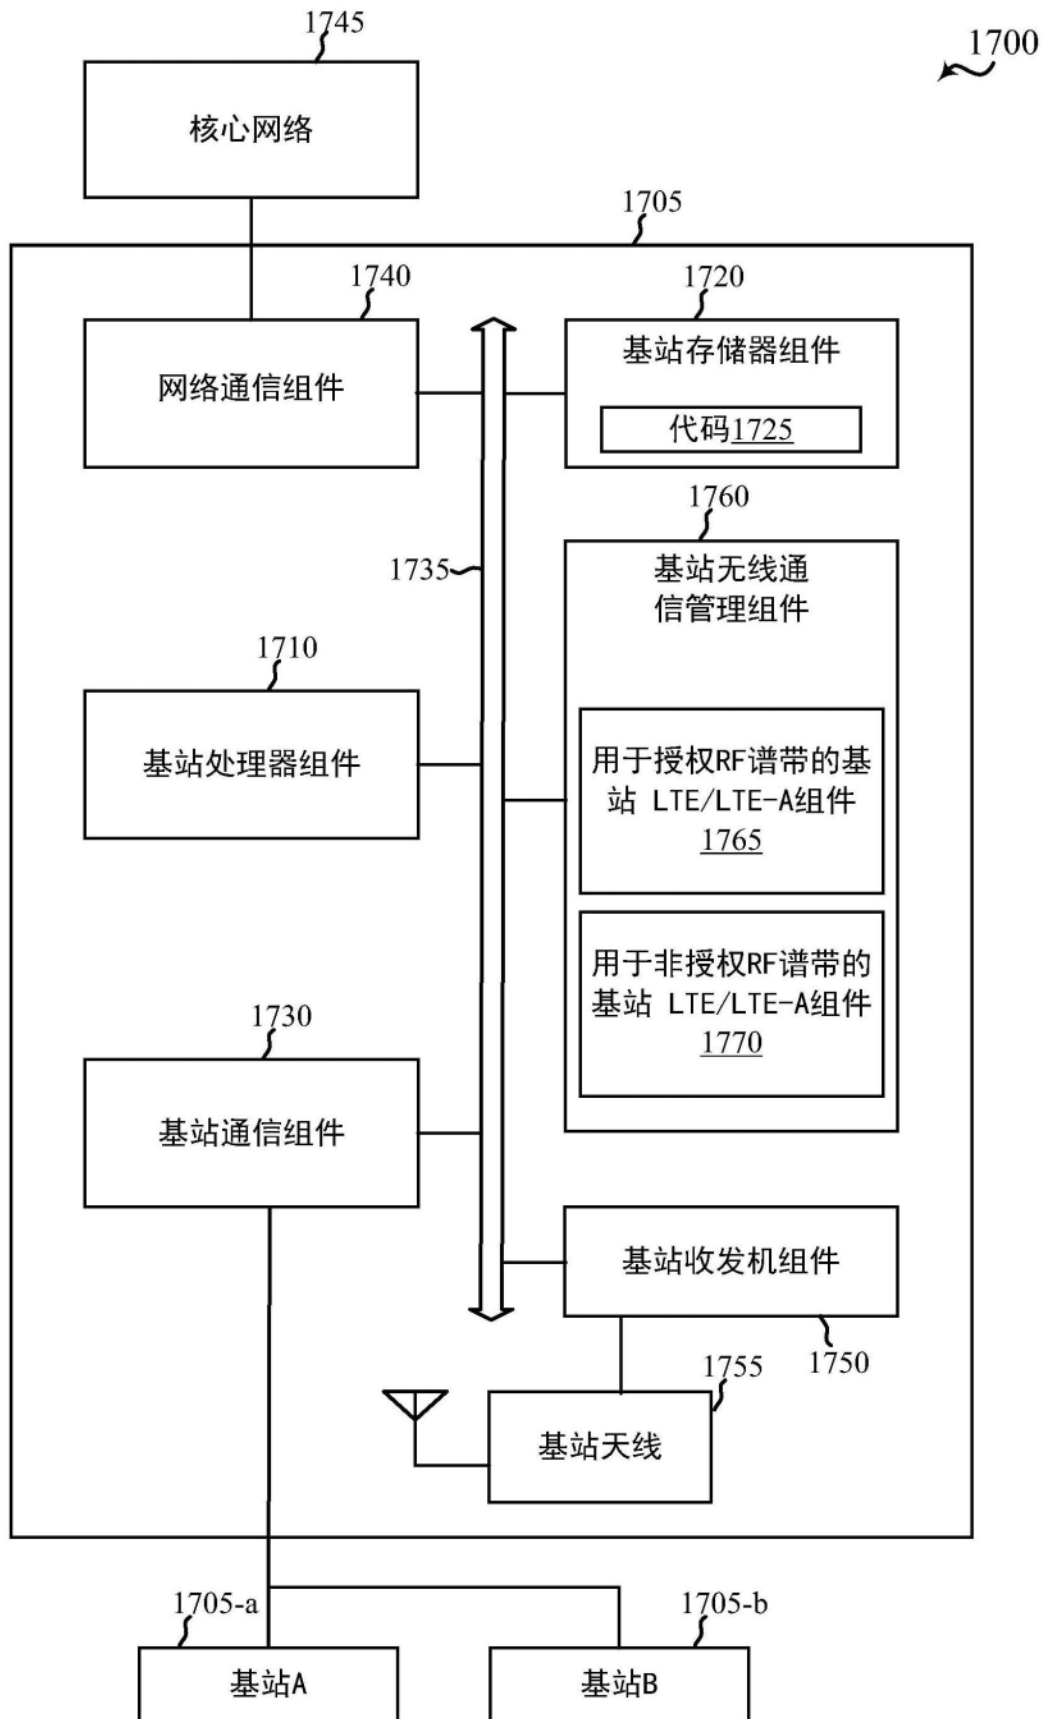 1745
1700
核心网络
1705
1740
1720
网络通信组件
基站存储器组件
代码1725
1760
1735
基站无线通
信管理组件
1710
基站处理器组件
用于授权RF谱带的基
站 LTE/LTE-A组件
1765
用于非授权RF谱带的
基站 LTE/LTE-A组件
1770
1730
基站通信组件
基站收发机组件
1750
1755
基站天线
1705-a
1705-b
基站A
基站B